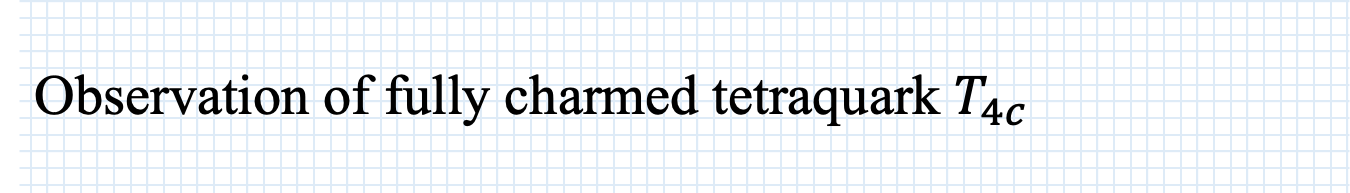 Observation of fully charmed tetraquark T₄c